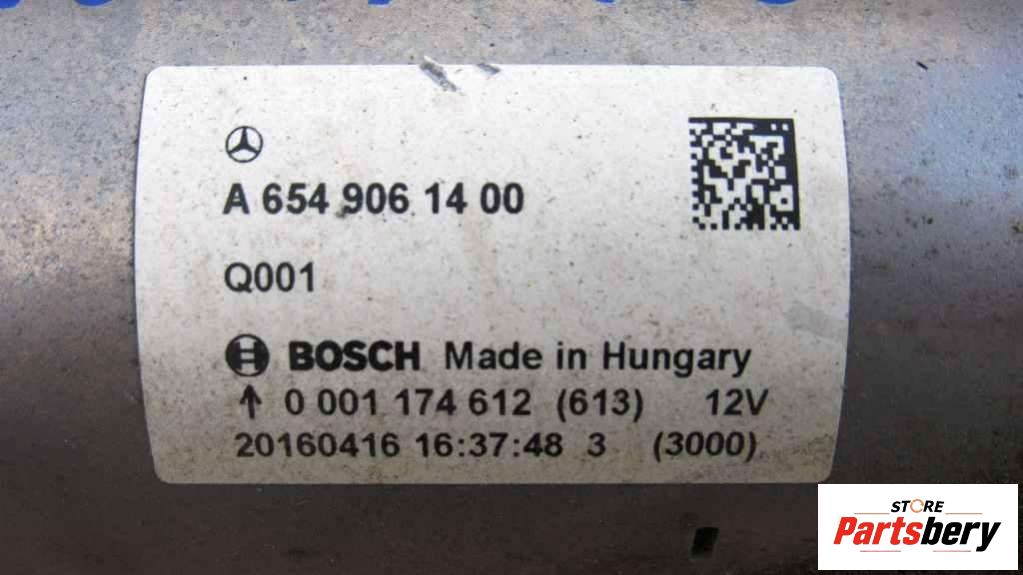 A 654 906 14 00
Q001
BOSCH Made in Hungary
↑ 0 001 174 612 (613) 12V
20160416 16:37:48 3 (3000)
STORE
Partsbery